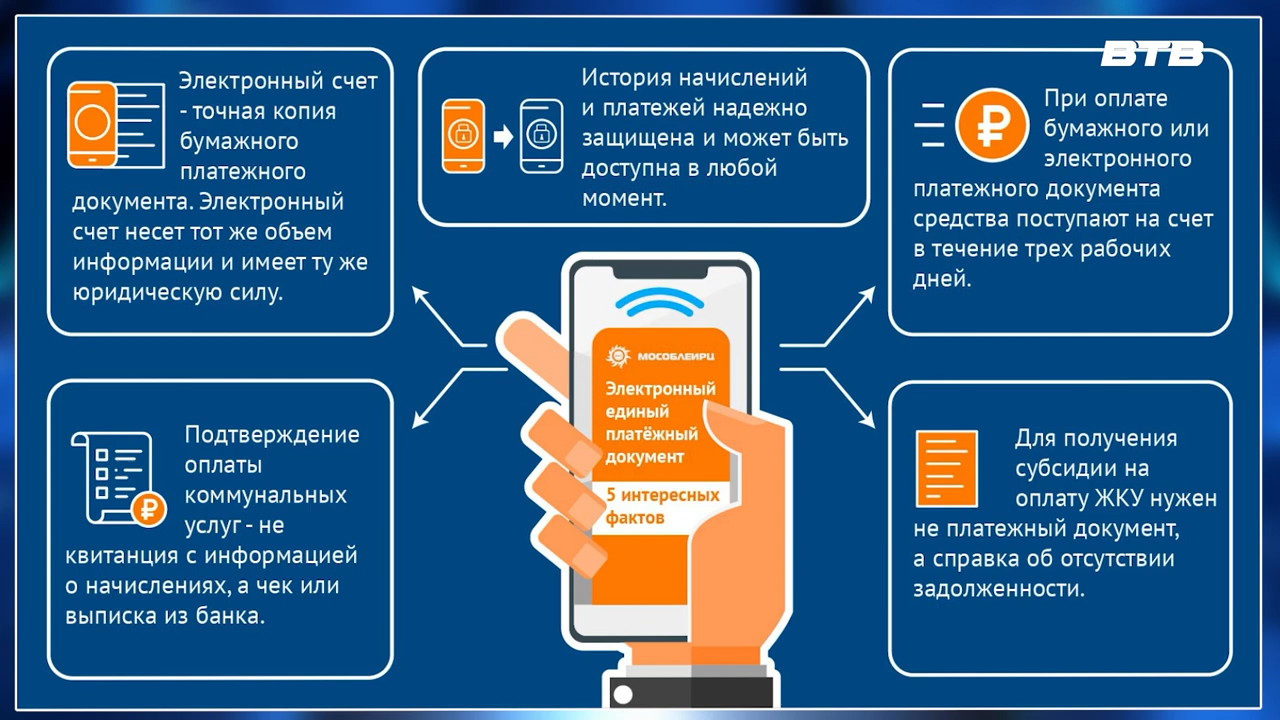 ВТВ
Электронный счет
- точная копия
бумажного
платежного
документа. Электронный
счет несет тот же объем
информации и имеет ту же
юридическую силу.
История начислений
и платежей надежно
защищена и может быть
доступна в любой
момент.
При оплате
бумажного или
электронного
платежного документа
средства поступают на счет
в течение трех рабочих
дней.
МОСОБЛЕИРЦ
Электронный
единый
платёжный
документ
5 интересных
фактов
Подтверждение
оплаты
коммунальных
услуг - не
квитанция с информацией
о начислениях, а чек или
выписка из банка.
Для получения
субсидии на
оплату ЖКУ нужен
не платежный документ,
а справка об отсутствии
задолженности.